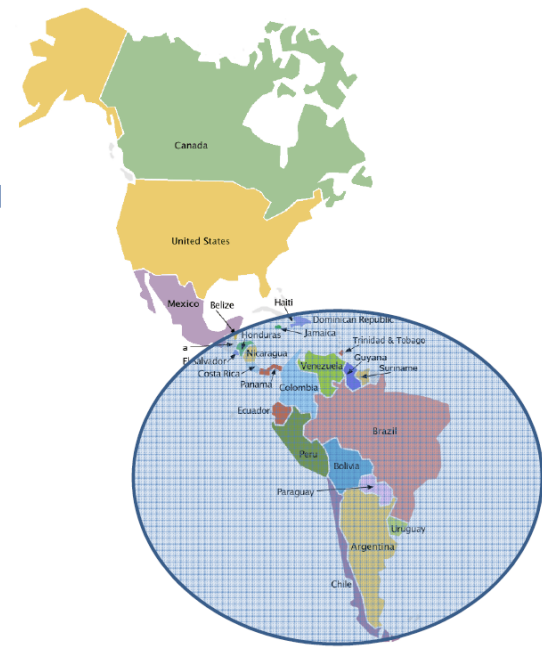 Canada
United States
Mexico
Belize
Haiti
Dominican Republic
Jamaica
Honduras
a
El Salvador
Nicaragua
Trinidad & Tobago
Costa Rica
Venezuela
Guyana
Suriname
Panama
Colombia
Ecuador
Brazil
Peru
Bolivia
Paraguay
Uruguay
Argentina
Chile